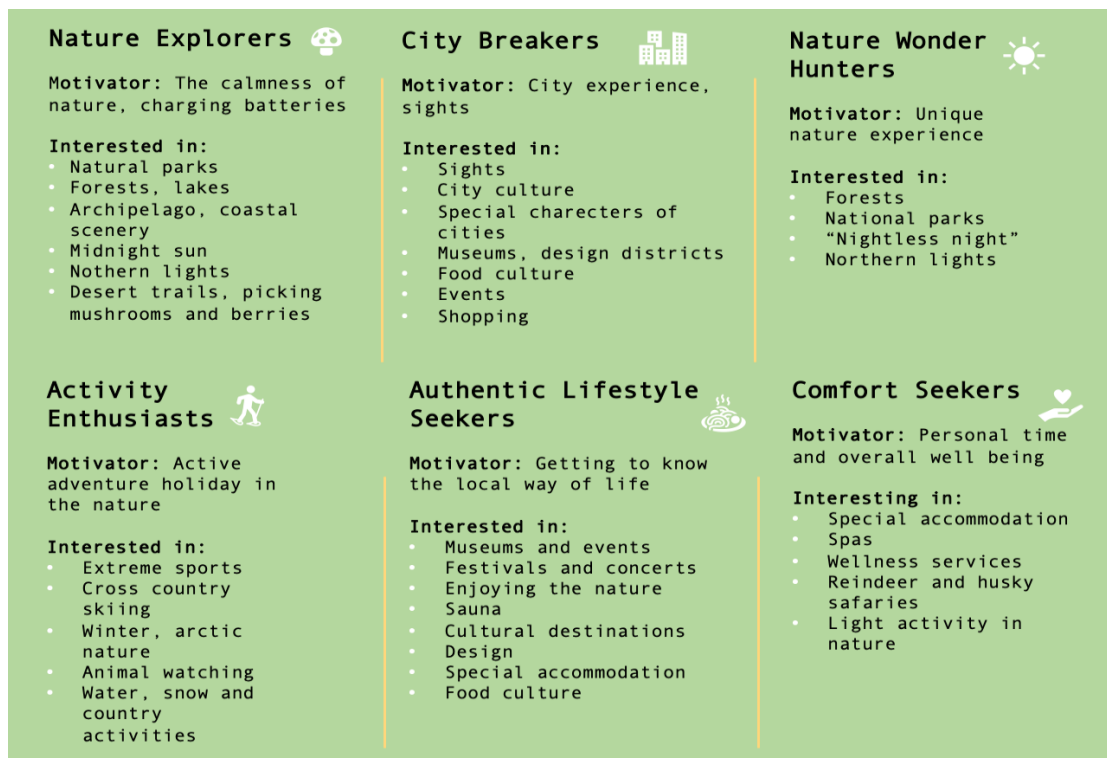 Nature Explorers
Motivator: The calmness of
nature, charging batteries
Interested in:
• Natural parks
• Forests, lakes
• Archipelago, coastal
scenery
• Midnight sun
• Nothern lights
• Desert trails, picking
mushrooms and berries
City Breakers
Motivator: City experience,
sights
Interested in:
• Sights
• City culture
• Special charecters of
cities
• Museums, design districts
• Food culture
• Events
• Shopping
Nature Wonder
Hunters
Motivator: Unique
nature experience
Interested in:
• Forests
• National parks
• “Nightless night”
• Northern lights
Activity
Enthusiasts
Motivator: Active
adventure holiday in
the nature
Interested in:
• Extreme sports
• Cross country
skiing
• Winter, arctic
nature
• Animal watching
• Water, snow and
country
activities
Authentic Lifestyle
Seekers
Motivator: Getting to know
the local way of life
Interested in:
• Museums and events
• Festivals and concerts
• Enjoying the nature
• Sauna
• Cultural destinations
• Design
• Special accommodation
• Food culture
Comfort Seekers
Motivator: Personal time
and overall well being
Interesting in:
• Special accommodation
• Spas
• Wellness services
• Reindeer and husky
safaries
• Light activity in
nature